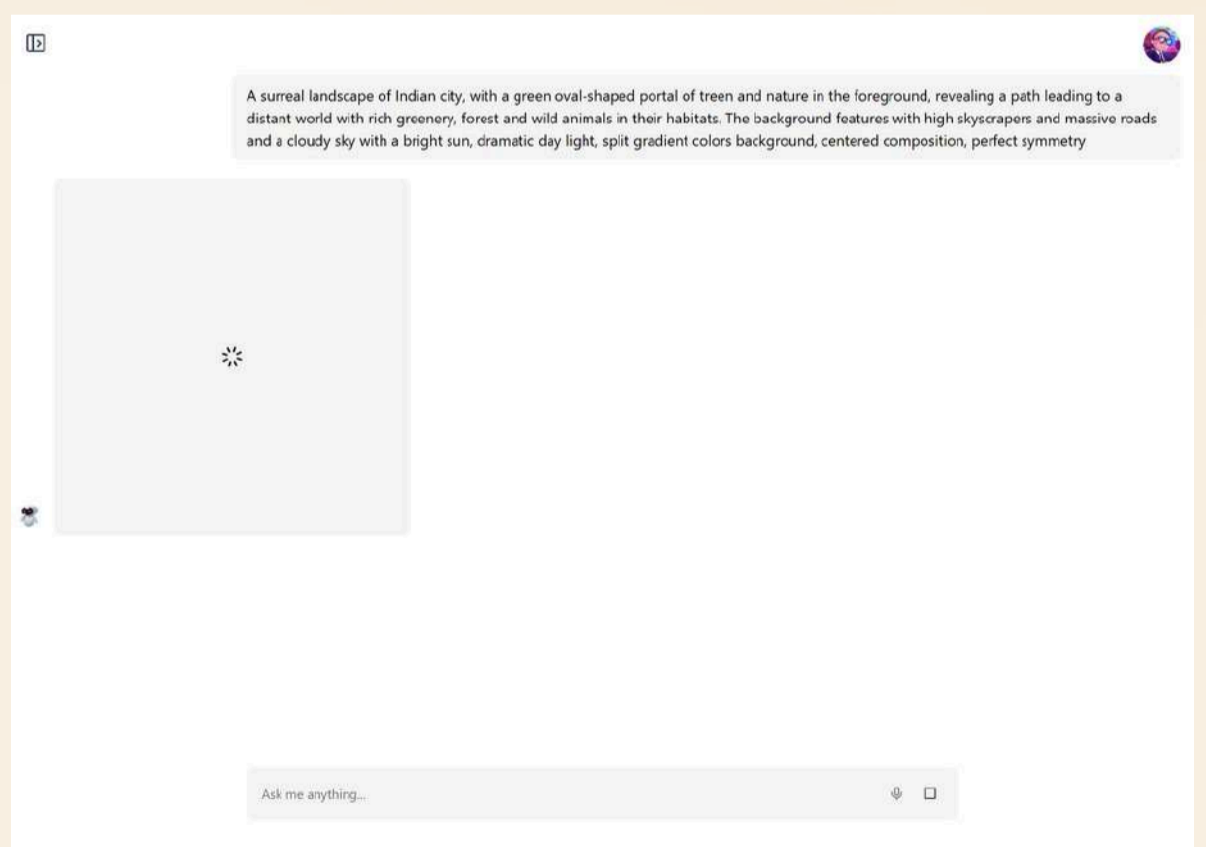 A surreal landscape of Indian city, with a green oval-shaped portal of treen and nature in the foreground, revealing a path leading to a
distant world with rich greenery, forest and wild animals in their habitats. The background features with high skyscrapers and massive roads
and a cloudy sky with a bright sun, dramatic day light, split gradient colors background, centered composition, perfect symmetry
Ask me anything...